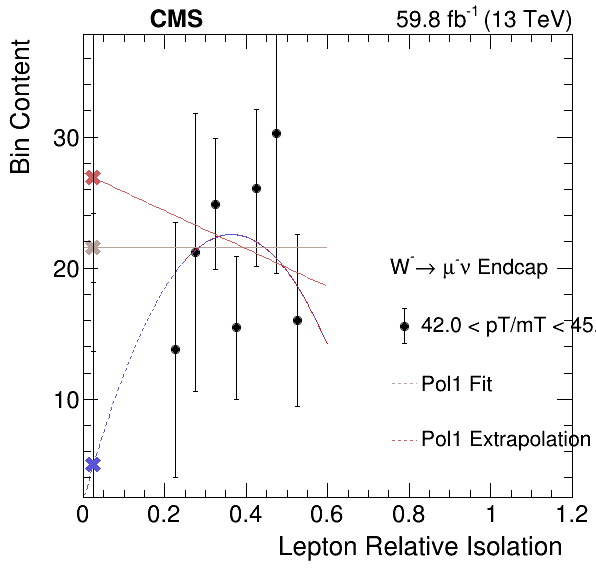 CMS 59.8 fb⁻¹ (13 TeV)
Bin Content
30
20
10
W⁻→ μ⁻ν Endcap
42.0 < pT/mT < 45.
Pol1 Fit
Pol1 Extrapolation
0 0.2 0.4 0.6 0.8 1 1.2
Lepton Relative Isolation